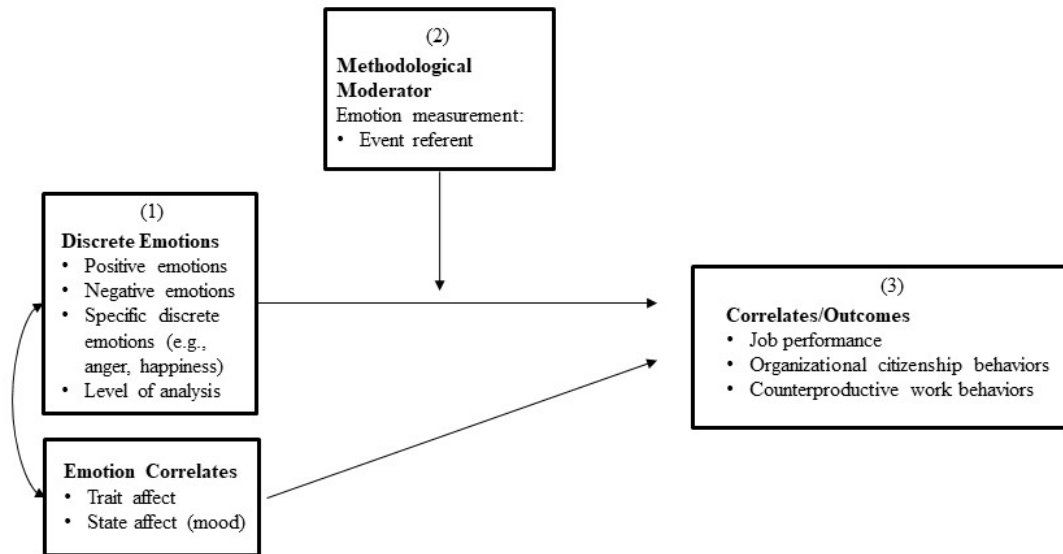 (2)
Methodological
Moderator
Emotion measurement:
• Event referent
(1)
Discrete Emotions
• Positive emotions
• Negative emotions
• Specific discrete
emotions (e.g.,
anger, happiness)
• Level of analysis
(3)
Correlates/Outcomes
• Job performance
• Organizational citizenship behaviors
• Counterproductive work behaviors
Emotion Correlates
• Trait affect
• State affect (mood)